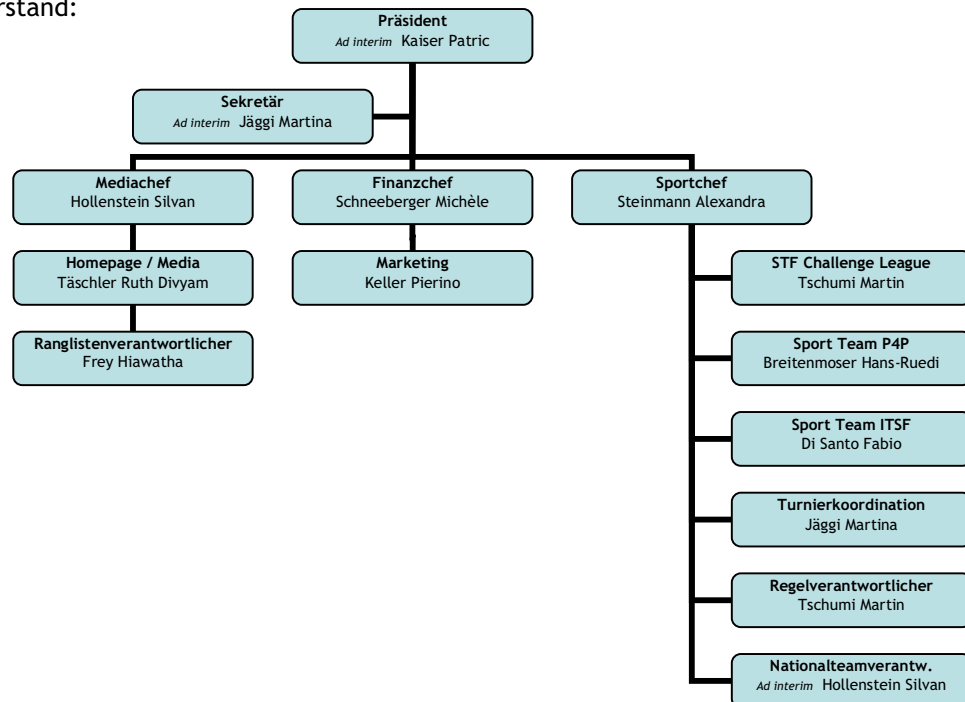 rstand:
Präsident
Ad interim Kaiser Patric
Sekretär
Ad interim Jäggi Martina
Mediachef
Hollenstein Silvan
Finanzchef
Schneeberger Michèle
Sportchef
Steinmann Alexandra
Homepage / Media
Täschler Ruth Divyam
Marketing
Keller Pierino
STF Challenge League
Tschumi Martin
Ranglistenverantwortlicher
Frey Hiawatha
Sport Team P4P
Breitenmoser Hans-Ruedi
Sport Team ITSF
Di Santo Fabio
Turnierkoordination
Jäggi Martina
Regelverantwortlicher
Tschumi Martin
Nationalteamverantw.
Ad interim Hollenstein Silvan